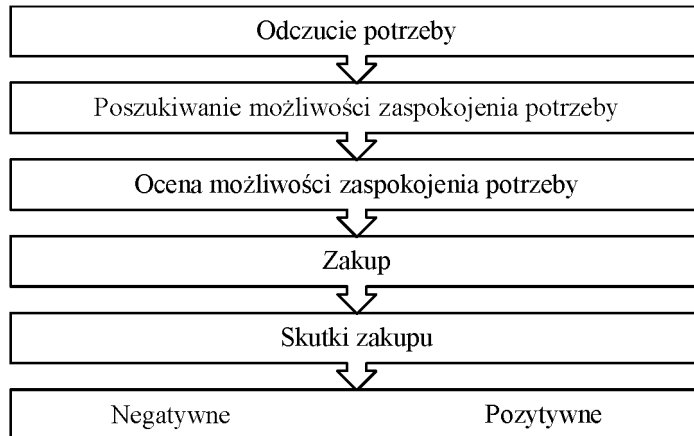 Odczucie potrzeby
Poszukiwanie możliwości zaspokojenia potrzeby
Ocena możliwości zaspokojenia potrzeby
Zakup
Skutki zakupu
Negatywne Pozytywne